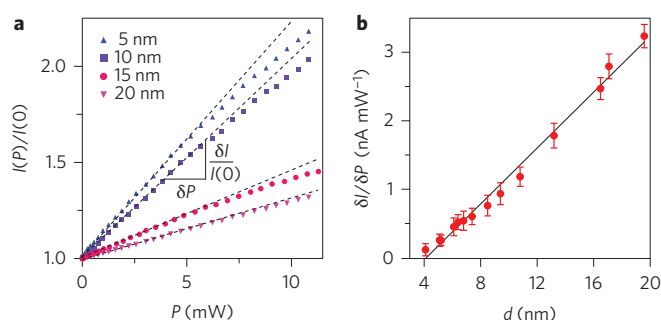 a
I(P)/I(0)
2.0
1.5
1.0
5 nm
10 nm
15 nm
20 nm
δI
I(0)
δP
0
5
10
P (mW)
b
δI/δP (nA mW⁻¹)
3
2
1
0
4
8
12
16
20
d (nm)